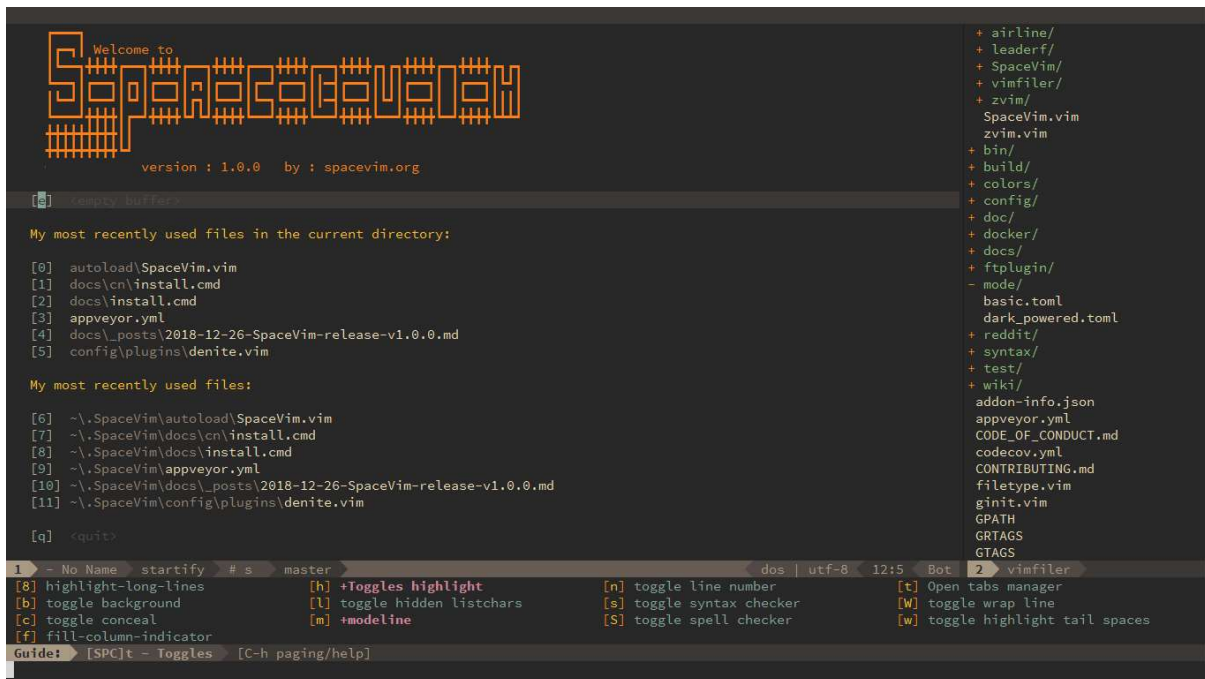 Welcome to
SpaceVim
version : 1.0.0   by : spacevim.org
[e]  <empty buffer>
My most recently used files in the current directory:
[0]  autoload\SpaceVim.vim
[1]  docs\cn\install.cmd
[2]  docs\install.cmd
[3]  appveyor.yml
[4]  docs\_posts\2018-12-26-SpaceVim-release-v1.0.0.md
[5]  config\plugins\denite.vim
My most recently used files:
[6]  ~\.SpaceVim\autoload\SpaceVim.vim
[7]  ~\.SpaceVim\docs\cn\install.cmd
[8]  ~\.SpaceVim\docs\install.cmd
[9]  ~\.SpaceVim\appveyor.yml
[10] ~\.SpaceVim\docs\_posts\2018-12-26-SpaceVim-release-v1.0.0.md
[11] ~\.SpaceVim\config\plugins\denite.vim
[q]  <quit>
+ airline/
+ leaderf/
+ SpaceVim/
+ vimfiler/
+ zvim/
SpaceVim.vim
zvim.vim
+ bin/
+ build/
+ colors/
+ config/
+ doc/
+ docker/
+ docs/
+ ftplugin/
- mode/
basic.toml
dark_powered.toml
+ reddit/
+ syntax/
+ test/
+ wiki/
addon-info.json
appveyor.yml
CODE_OF_CONDUCT.md
codecov.yml
CONTRIBUTING.md
filetype.vim
ginit.vim
GPATH
GRTAGS
GTAGS
1 - No Name startify # s master dos | utf-8 12:5 Bot 2 vimfiler
[8] highlight-long-lines [h] +Toggles highlight [n] toggle line number [t] Open tabs manager
[b] toggle background [l] toggle hidden listchars [s] toggle syntax checker [W] toggle wrap line
[c] toggle conceal [m] +modeline [S] toggle spell checker [w] toggle highlight tail spaces
[f] fill-column-indicator
Guide: [SPC]t - Toggles [C-h paging/help]